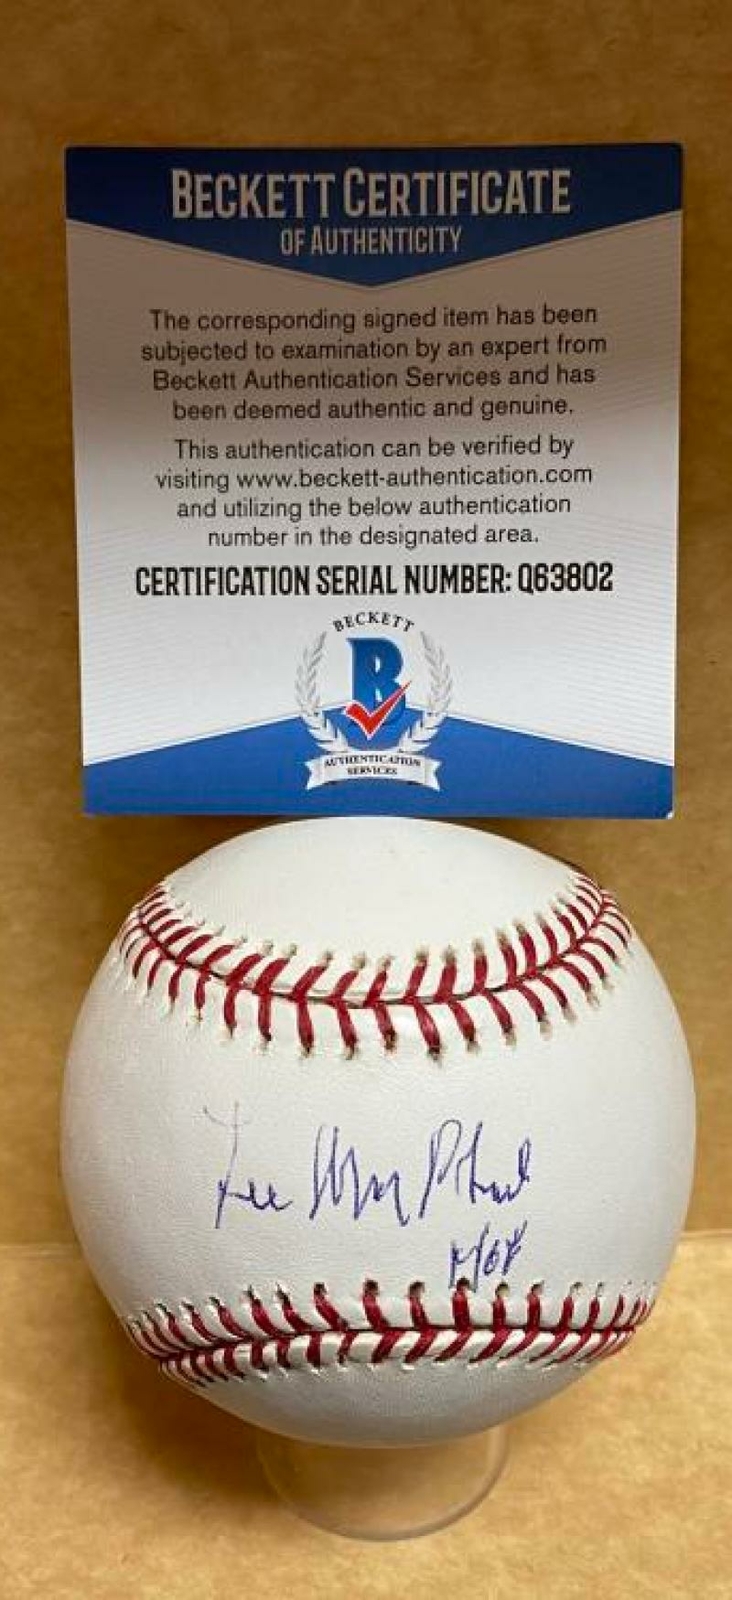 BECKETT CERTIFICATE
OF AUTHENTICITY
The corresponding signed item has been
subjected to examination by an expert from
Beckett Authentication Services and has
been deemed authentic and genuine.
This authentication can be verified by
visiting www.beckett-authentication.com
and utilizing the below authentication
number in the designated area.
CERTIFICATION SERIAL NUMBER: Q63802
BECKETT
B
AUTHENTICATION
SERVICES
Lee
HOF